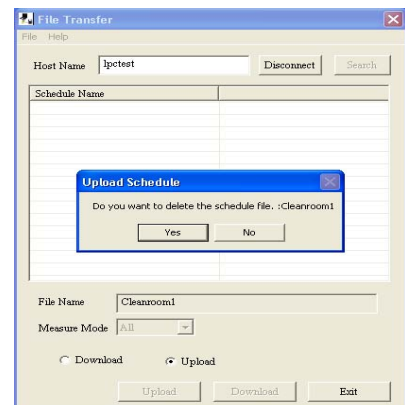 File Transfer
File Help
Host Name lpctest Disconnect Search
Schedule Name
Upload Schedule
Do you want to delete the schedule file. :Cleanroom1
Yes No
File Name Cleanroom1
Measure Mode All
Download Upload
Upload Download Exit